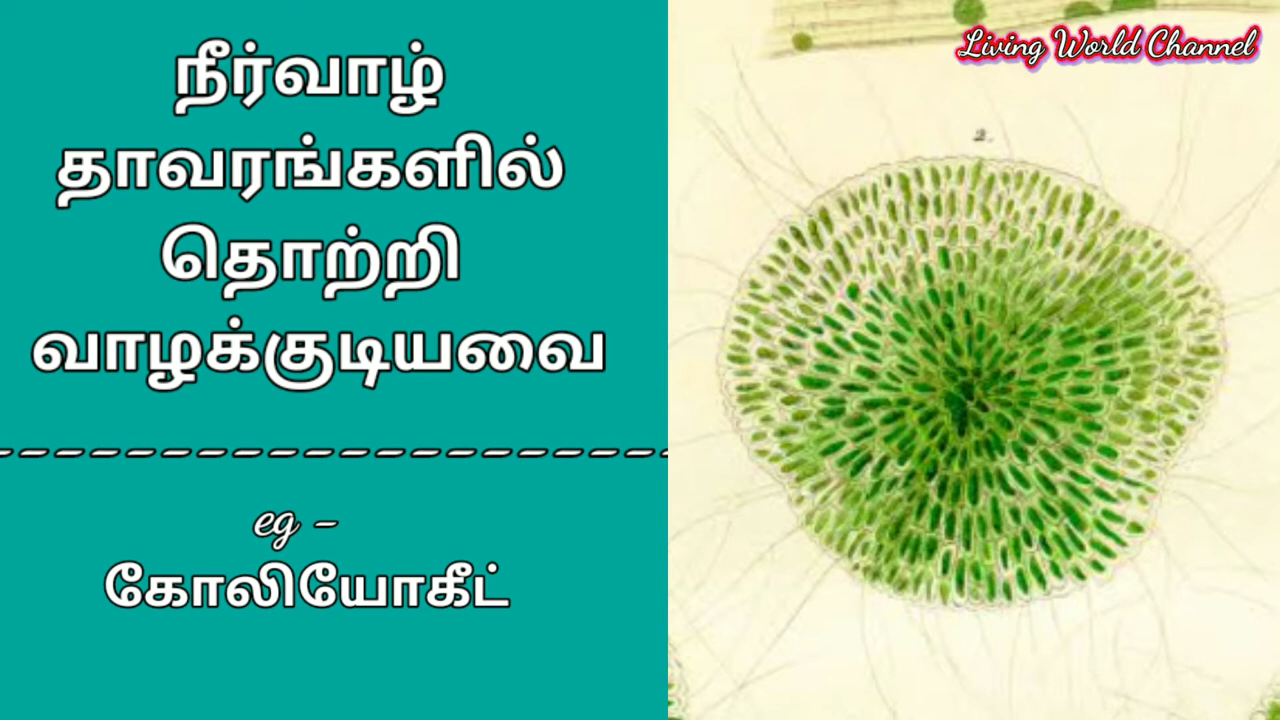 நீர்வாழ்
தாவரங்களில்
தொற்றி
வாழக்குடியவை
eg –
கோலியோகீட்
Living World Channel
2.